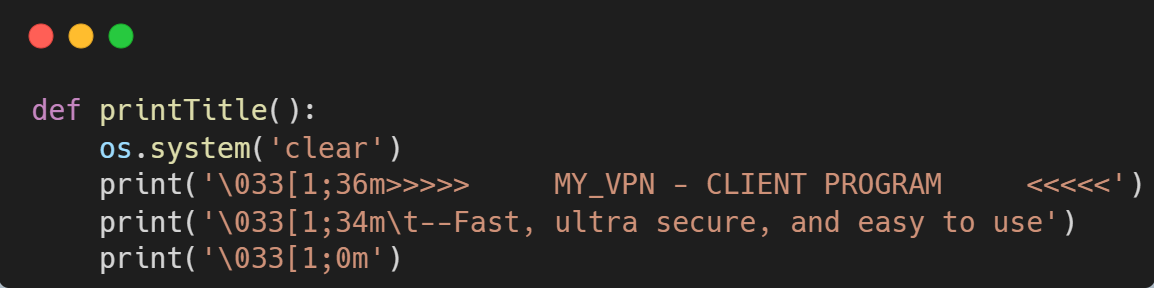 def printTitle():
    os.system('clear')
    print('\033[1;36m>>>>>     MY_VPN - CLIENT PROGRAM     <<<<<')
    print('\033[1;34m\t--Fast, ultra secure, and easy to use')
    print('\033[1;0m')